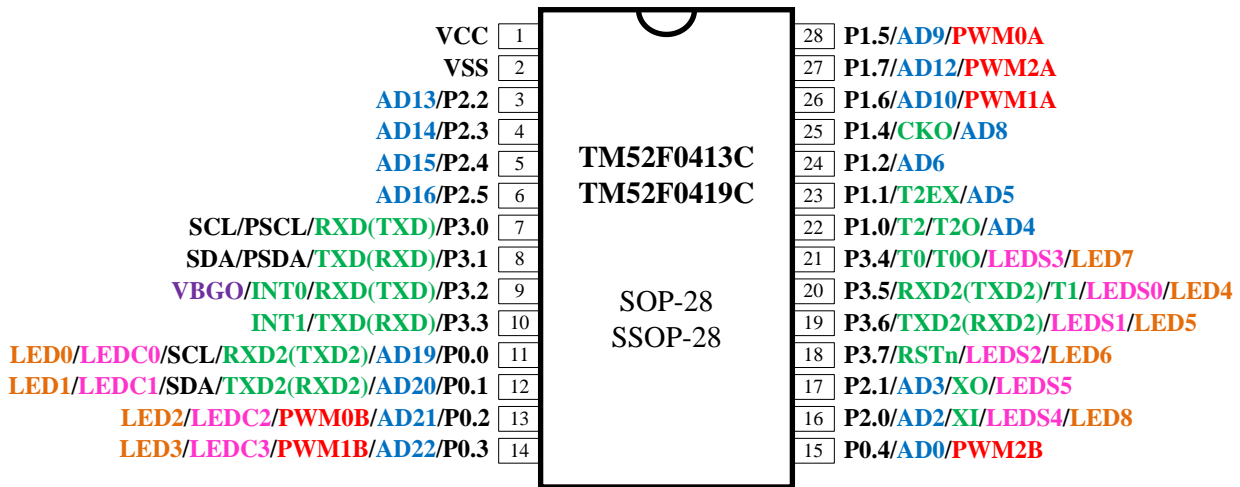 VCC 1 28 P1.5/AD9/PWM0A
VSS 2 27 P1.7/AD12/PWM2A
AD13/P2.2 3 26 P1.6/AD10/PWM1A
AD14/P2.3 4 25 P1.4/CKO/AD8
AD15/P2.4 5 TM52F0413C 24 P1.2/AD6
AD16/P2.5 6 TM52F0419C 23 P1.1/T2EX/AD5
SCL/PSCL/RXD(TXD)/P3.0 7 22 P1.0/T2/T2O/AD4
SDA/PSDA/TXD(RXD)/P3.1 8 21 P3.4/T0/T0O/LEDS3/LED7
VBGO/INT0/RXD(TXD)/P3.2 9 SOP-28 20 P3.5/RXD2(TXD2)/T1/LEDS0/LED4
INT1/TXD(RXD)/P3.3 10 SSOP-28 19 P3.6/TXD2(RXD2)/LEDS1/LED5
LED0/LEDC0/SCL/RXD2(TXD2)/AD19/P0.0 11 18 P3.7/RSTn/LEDS2/LED6
LED1/LEDC1/SDA/TXD2(RXD2)/AD20/P0.1 12 17 P2.1/AD3/XO/LEDS5
LED2/LEDC2/PWM0B/AD21/P0.2 13 16 P2.0/AD2/XI/LEDS4/LED8
LED3/LEDC3/PWM1B/AD22/P0.3 14 15 P0.4/AD0/PWM2B